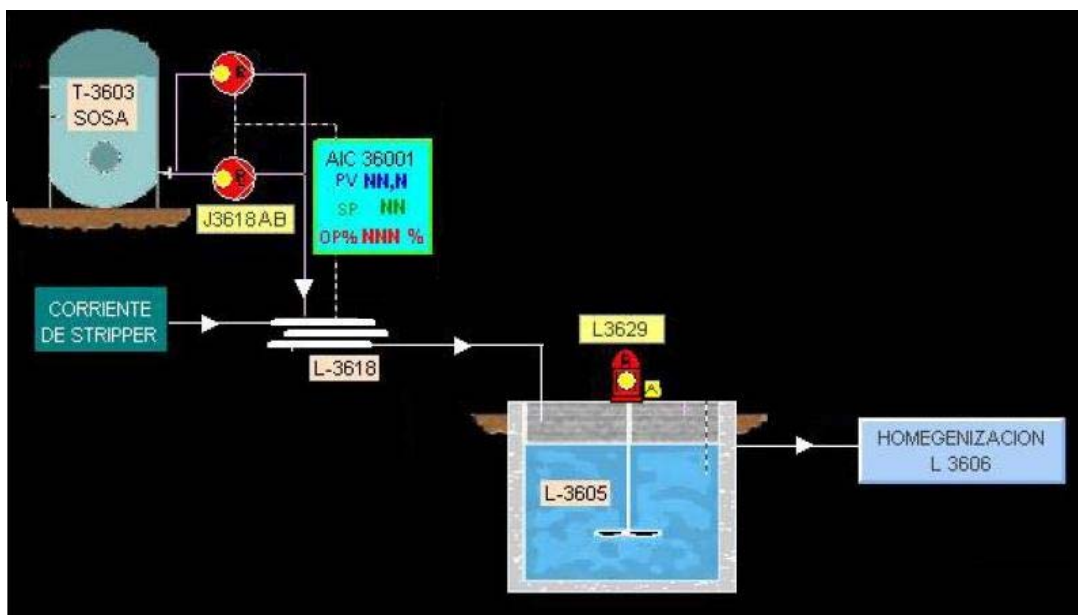 T-3603
SOSA
J3618AB
AIC 36001
PV NN,N
SP NN
OP% NNN %
CORRIENTE
DE STRIPPER
L-3618
L3629
A
L-3605
HOMEGENIZACION
L 3606